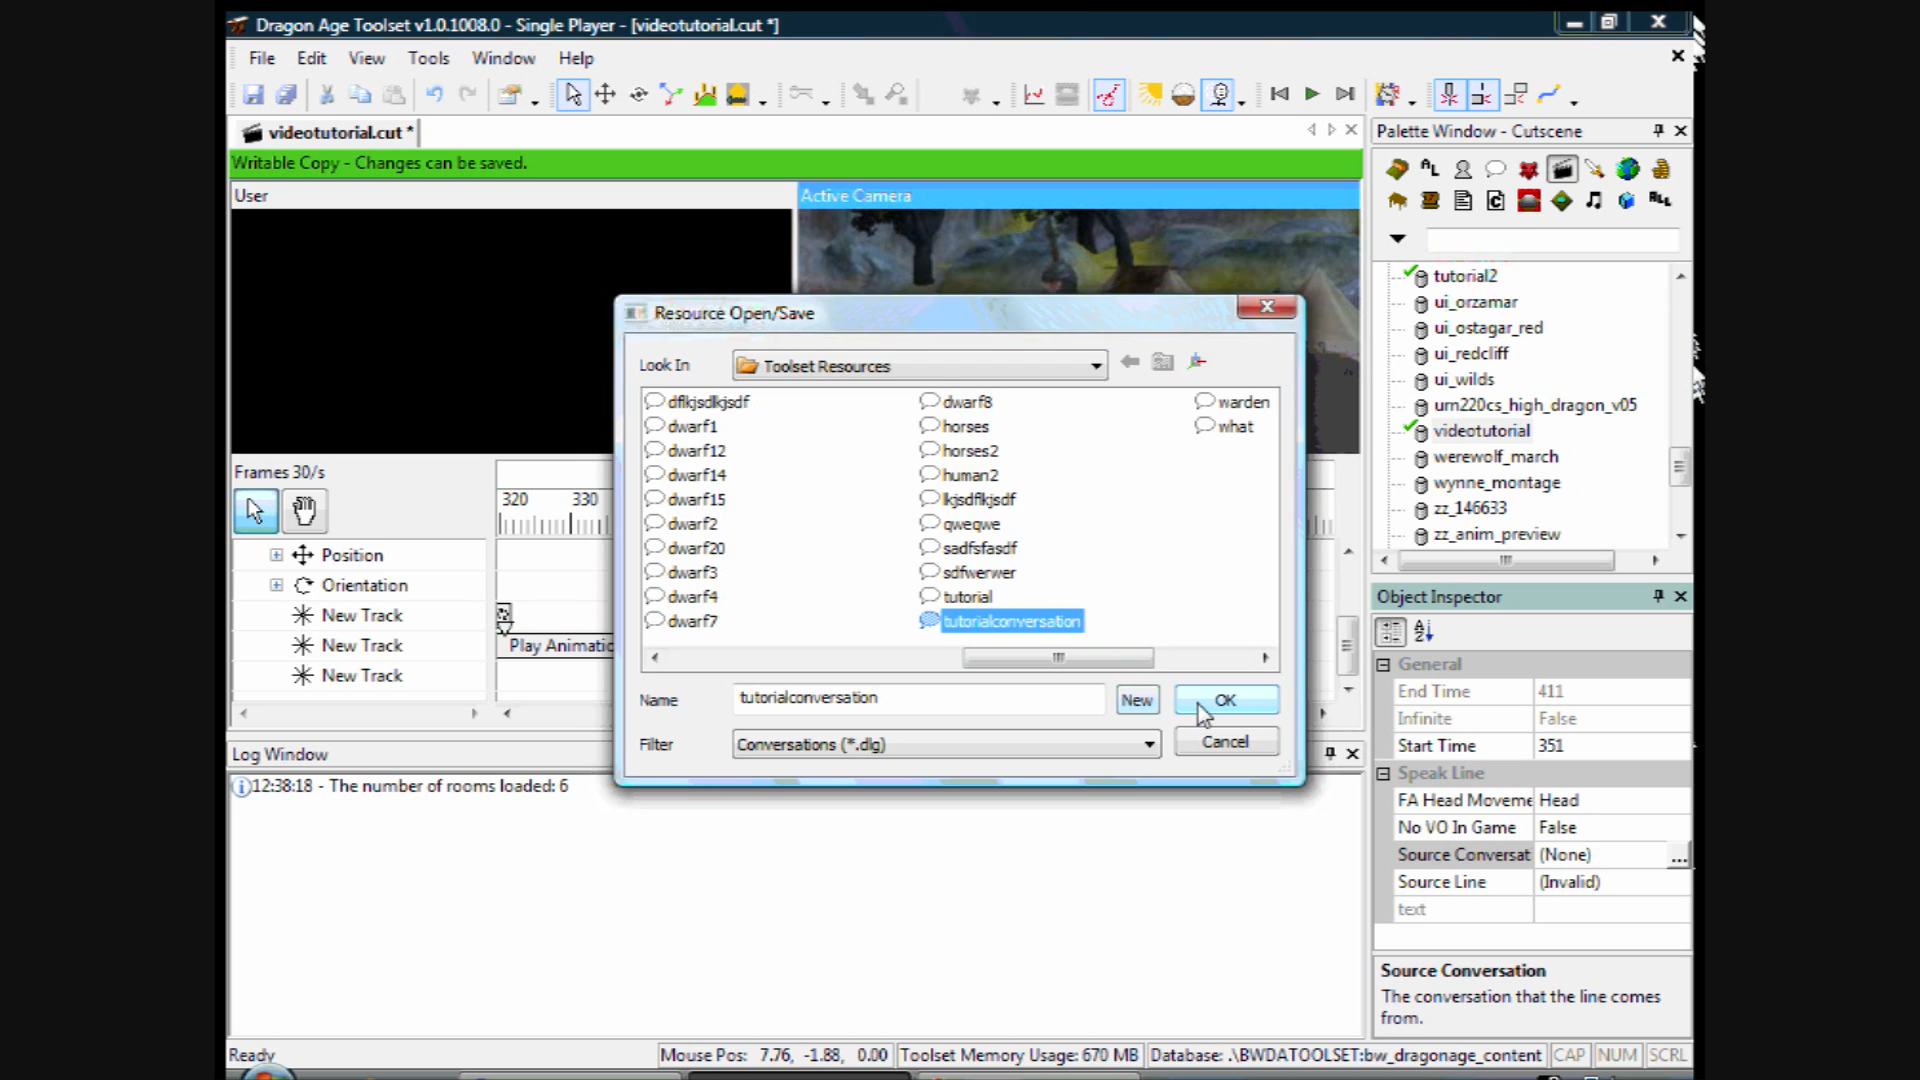 Dragon Age Toolset v1.0.1008.0 - Single Player - [videotutorial.cut *]
File Edit View Tools Window Help
videotutorial.cut *
Writable Copy - Changes can be saved.
User
Active Camera
Frames 30/s
320 330
Position
Orientation
New Track
New Track
Play Animatio
New Track
Resource Open/Save
Look In
Toolset Resources
dflkjsdlkjsdf
dwarf1
dwarf12
dwarf14
dwarf15
dwarf2
dwarf20
dwarf3
dwarf4
dwarf7
dwarf8
horses
horses2
human2
lkjsdflkjsdf
qweqwe
sadfsfasdf
sdfwerwer
tutorial
tutorialconversation
warden
what
Name
tutorialconversation
New
OK
Filter
Conversations (*.dlg)
Cancel
Palette Window - Cutscene
tutorial2
ui_orzamar
ui_ostagar_red
ui_redcliff
ui_wilds
urn220cs_high_dragon_v05
videotutorial
werewolf_march
wynne_montage
zz_146633
zz_anim_preview
Object Inspector
General
End Time 411
Infinite False
Start Time 351
Speak Line
FA Head Moveme Head
No VO In Game False
Source Conversat (None) ...
Source Line (Invalid)
text
Source Conversation
The conversation that the line comes
from.
Log Window
12:38:18 - The number of rooms loaded: 6
Ready
Mouse Pos: 7.76, -1.88, 0.00
Toolset Memory Usage: 670 MB
Database: .\BWDATOOLSET:bw_dragonage_content
CAP NUM SCRL